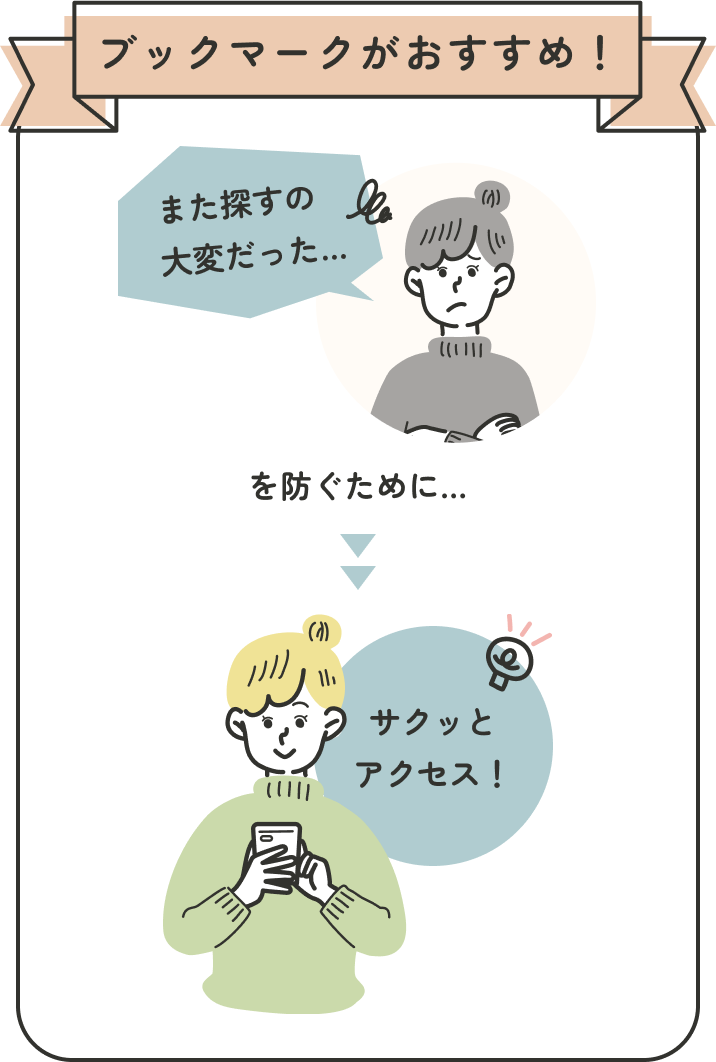 ブックマークがおすすめ！
また探すの
大変だった…
を防ぐために…
サクッと
アクセス！